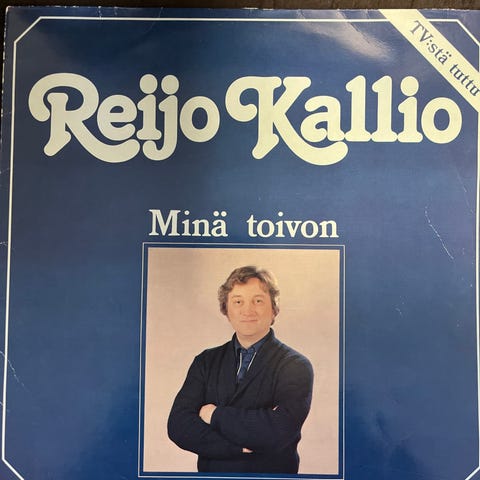 TV:stä tuttu
Reijo Kallio
Minä toivon